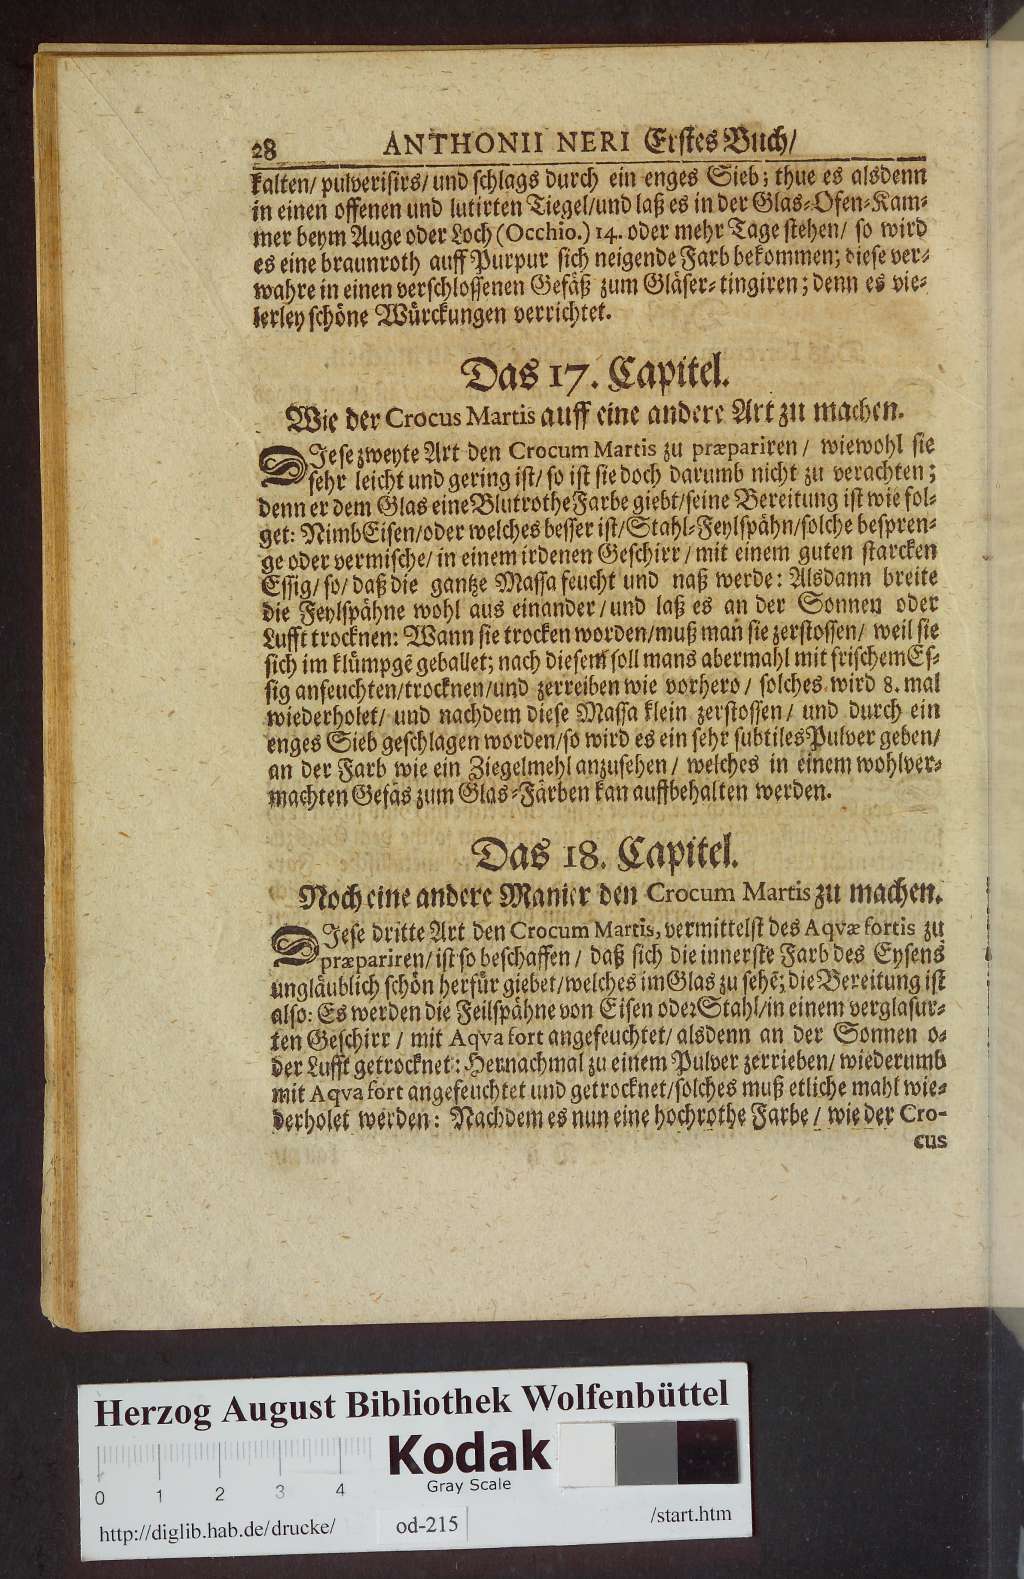 28 ANTHONII NERI Erstes Buch/
kalten/ pulverisirs/ und schlags durch ein enges Sieb; thue es alsdenn
in einen offenen und lutirten Tiegel/und laß es in der Glas-Ofen-Kam-
mer beym Auge oder Loch (Occhio.) 14. oder mehr Tage stehen/ so wird
es eine braunroth auff Purpur sich neigende Farb bekommen; diese ver-
wahre in einen verschlossenen Gefäß zum Gläser-tingiren; denn es vie-
lerley schöne Würckungen verrichtet.
Das 17. Capitel.
Wie der Crocus Martis auff eine andere Art zu machen.
DIese zweyte Art den Crocum Martis zu præpariren/ wiewohl sie
sehr leicht und gering ist/ so ist sie doch darumb nicht zu verachten;
denn er dem Glas eine Blutrothe Farbe giebt/seine Bereitung ist wie fol-
get: Nimb Eisen/oder welches besser ist/Stahl-Feylspähn/solche bespren-
ge oder vermische/ in einem irdenen Geschirr/ mit einem guten starcken
Essig/ so/ daß die gantze Massa feucht und naß werde: Alsdann breite
die Feylspähne wohl aus einander/und laß es an der Sonnen oder
Lufft trocknen: Wann sie trocken worden/muß mañ sie zerstossen/ weil sie
sich im klümpgẽ geballet; nach diesem soll mans abermahl mit frischem Es-
sig anfeuchten/trocknen/und zerreiben wie vorhero/ solches wird 8. mal
wiederholet/ und nachdem diese Massa klein zerstossen/ und durch ein
enges Sieb geschlagen worden/so wird es ein sehr subtiles Pulver geben/
an der Farb wie ein Ziegelmehl anzusehen/ welches in einem wohlver-
machten Gefäs zum Glas-Färben kan auffbehalten werden.
Das 18. Capitel.
Noch eine andere Manier den Crocum Martis zu machen.
DIese dritte Art den Crocum Martis, vermittelst des Aqvæ fortis zu
præpariren/ ist so beschaffen/ daß sich die innerste Farb des Eysens
ungläublich schön herfür giebet/welches im Glas zu sehẽ; die Bereitung ist
also: Es werden die Feilspähne von Eisen oder Stahl/in einem verglasur-
ten Geschirr/ mit Aqva fort angefeuchtet/ alsdenn an der Sonnen o-
der Lufft getrocknet: Hernachmal zu einem Pulver zerrieben/ wiederumb
mit Aqva fort angefeuchtet und getrocknet/solches muß etliche mahl wie-
derholet werden: Nachdem es nun eine hochrothe Farbe/ wie der Cro-
cus
Herzog August Bibliothek Wolfenbüttel
Kodak
Gray Scale
0 1 2 3 4
http://diglib.hab.de/drucke/ od-215 /start.htm